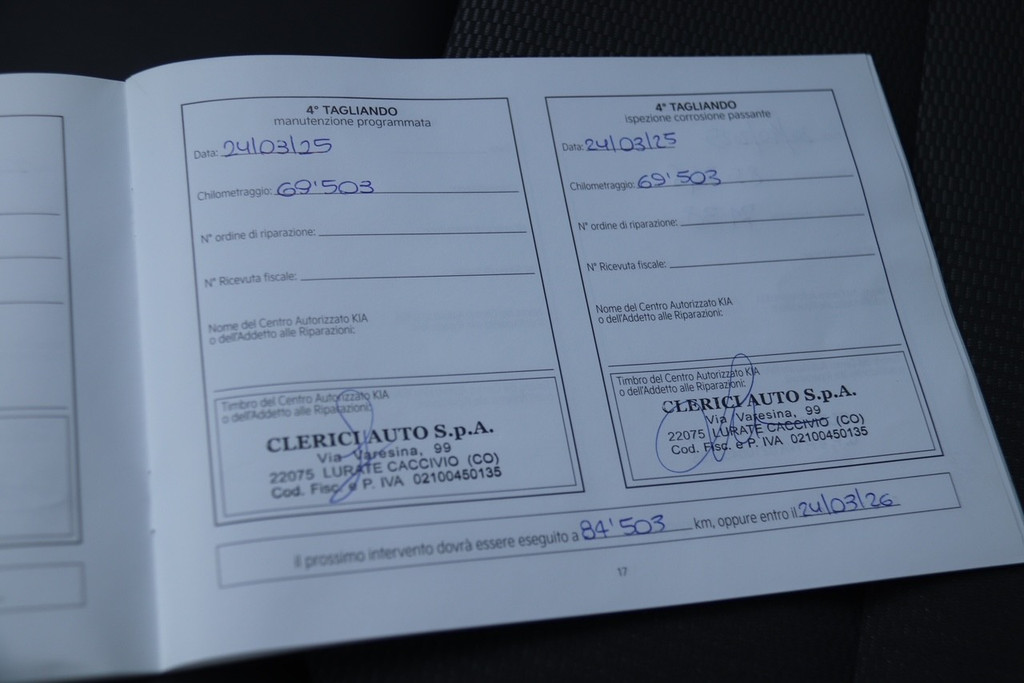 4° TAGLIANDO
manutenzione programmata
Data: 24/03/25
Chilometraggio: 69'503
N° ordine di riparazione:
N° Ricevuta fiscale:
Nome del Centro Autorizzato KIA
o dell'Addetto alle Riparazioni:
Timbro del Centro Autorizzato KIA
o dell'Addetto alle Riparazioni:
CLERICI AUTO S.p.A.
Via Varesina, 99
22075 LURATE CACCIVIO (CO)
Cod. Fisc. e P. IVA 02100450135
4° TAGLIANDO
ispezione corrosione passante
Data: 24/03/25
Chilometraggio: 69'503
N° ordine di riparazione:
N° Ricevuta fiscale:
Nome del Centro Autorizzato KIA
o dell'Addetto alle Riparazioni:
Timbro del Centro Autorizzato KIA
o dell'Addetto alle Riparazioni:
CLERICI AUTO S.p.A.
Via Varesina, 99
22075 LURATE CACCIVIO (CO)
Cod. Fisc. e P. IVA 02100450135
Il prossimo intervento dovrà essere eseguito a 84'503 km, oppure entro il 24/03/26
17